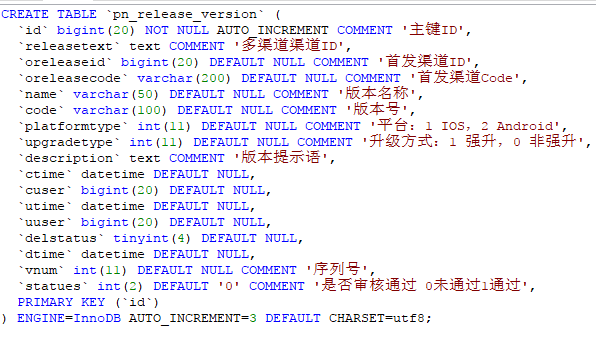 CREATE TABLE `pn_release_version` (
`id` bigint(20) NOT NULL AUTO_INCREMENT COMMENT '主键ID',
`releasetext` text COMMENT '多渠道渠道ID',
`oreleaseid` bigint(20) DEFAULT NULL COMMENT '首发渠道ID',
`oreleasecode` varchar(200) DEFAULT NULL COMMENT '首发渠道Code',
`name` varchar(50) DEFAULT NULL COMMENT '版本名称',
`code` varchar(100) DEFAULT NULL COMMENT '版本号',
`platformtype` int(11) DEFAULT NULL COMMENT '平台：1 IOS，2 Android',
`upgradetype` int(11) DEFAULT NULL COMMENT '升级方式：1 强升，0 非强升',
`description` text COMMENT '版本提示语',
`ctime` datetime DEFAULT NULL,
`cuser` bigint(20) DEFAULT NULL,
`utime` datetime DEFAULT NULL,
`uuser` bigint(20) DEFAULT NULL,
`delstatus` tinyint(4) DEFAULT NULL,
`dtime` datetime DEFAULT NULL,
`vnum` int(11) DEFAULT NULL COMMENT '序列号',
`statues` int(2) DEFAULT '0' COMMENT '是否审核通过 0未通过1通过',
PRIMARY KEY (`id`)
) ENGINE=InnoDB AUTO_INCREMENT=3 DEFAULT CHARSET=utf8;